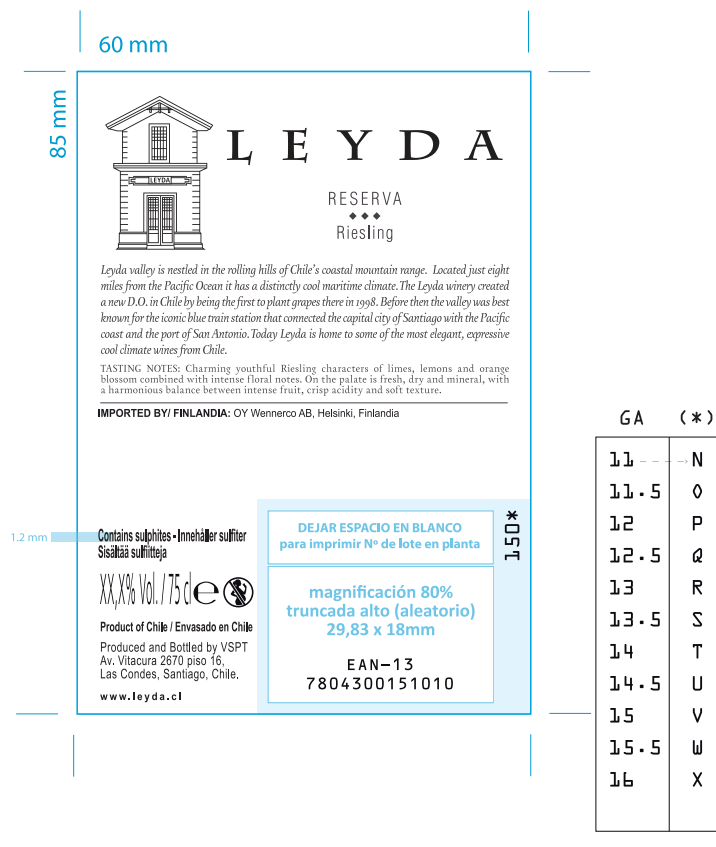 60 mm
85 mm
LEYDA
LEYDA
RESERVA
Riesling
Leyda valley is nestled in the rolling hills of Chile's coastal mountain range. Located just eight
miles from the Pacific Ocean it has a distinctly cool maritime climate. The Leyda winery created
a new D.O. in Chile by being the first to plant grapes there in 1998. Before then the valley was best
known for the iconic blue train station that connected the capital city of Santiago with the Pacific
coast and the port of San Antonio. Today Leyda is home to some of the most elegant, expressive
cool climate wines from Chile.
TASTING NOTES: Charming youthful Riesling characters of limes, lemons and orange
blossom combined with intense floral notes. On the palate is fresh, dry and mineral, with
a harmonious balance between intense fruit, crisp acidity and soft texture.
IMPORTED BY/ FINLANDIA: OY Wennerco AB, Helsinki, Finlandia
1.2 mm
Contains sulphites - Innehåller sulfiter
Sisältää sulfiitteja
XX,X% Vol. / 75 cl e
Product of Chile / Envasado en Chile
Produced and Bottled by VSPT
Av. Vitacura 2670 piso 16,
Las Condes, Santiago, Chile.
www.leyda.cl
DEJAR ESPACIO EN BLANCO
para imprimir Nº de lote en planta
150*
magnificación 80%
truncada alto (aleatorio)
29,83 x 18mm
EAN-13
7804300151010
GA (*)
11 N
11.5 O
12 P
12.5 Q
13 R
13.5 S
14 T
14.5 U
15 V
15.5 W
16 X